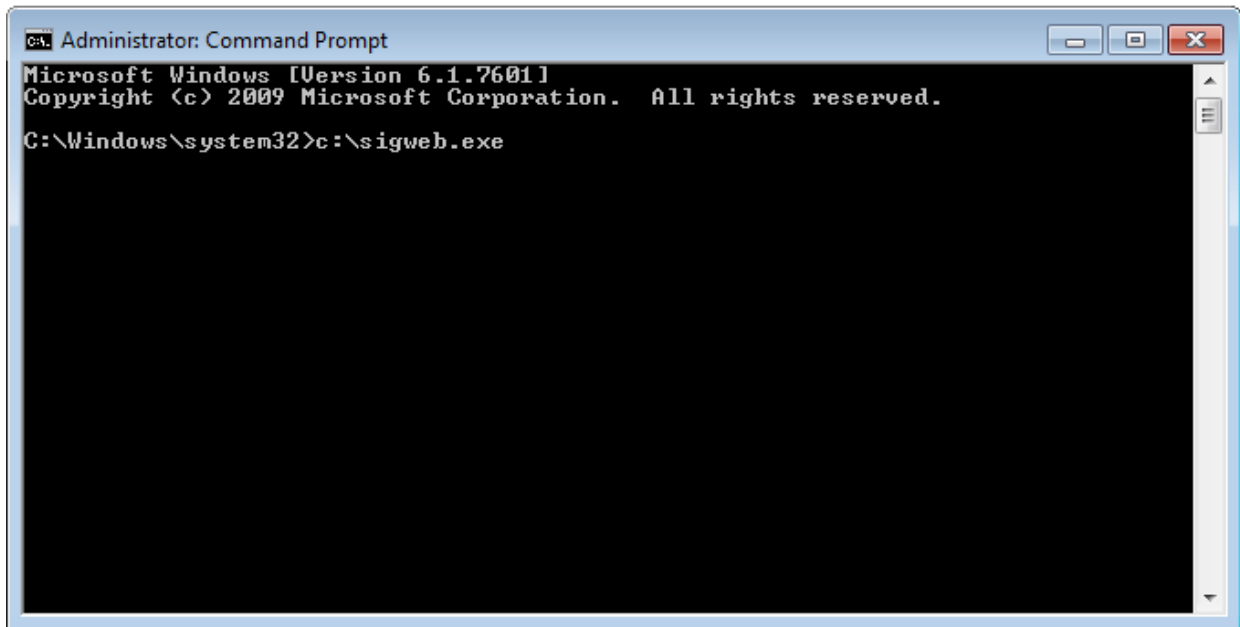 Administrator: Command Prompt
Microsoft Windows [Version 6.1.7601]
Copyright (c) 2009 Microsoft Corporation.  All rights reserved.
C:\Windows\system32>c:\sigweb.exe